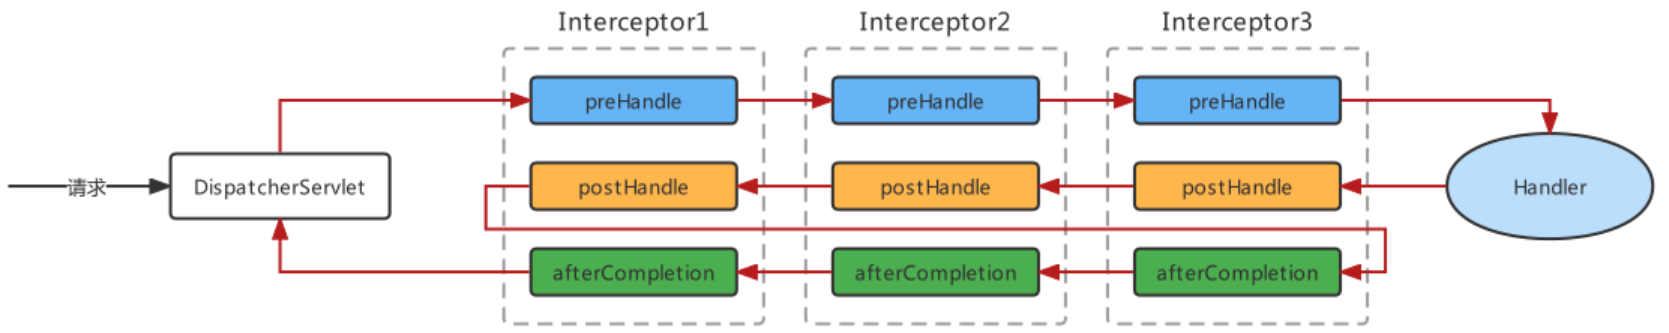 Interceptor1
Interceptor2
Interceptor3
preHandle
preHandle
preHandle
请求
DispatcherServlet
postHandle
postHandle
postHandle
Handler
afterCompletion
afterCompletion
afterCompletion